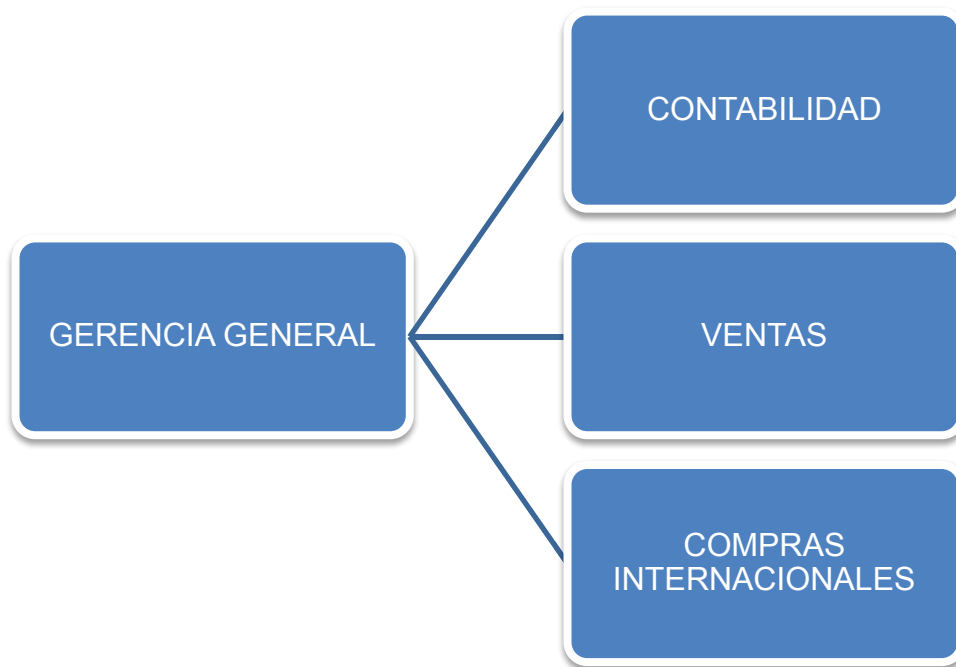 CONTABILIDAD
GERENCIA GENERAL
VENTAS
COMPRAS
INTERNACIONALES